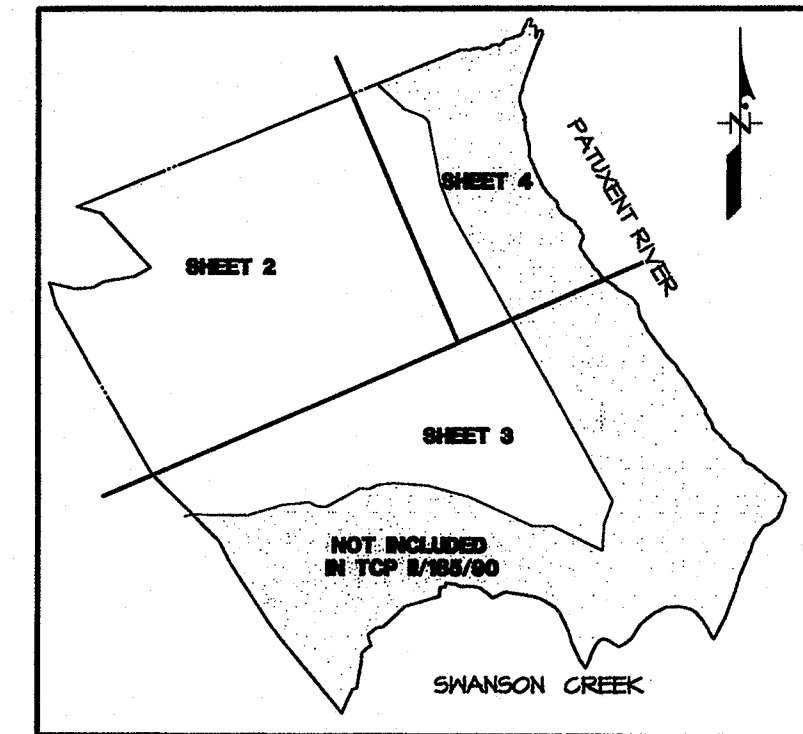 SHEET 4
PATUXENT RIVER
N
SHEET 2
SHEET 3
NOT INCLUDED
IN TCP II/185/90
SWANSON CREEK